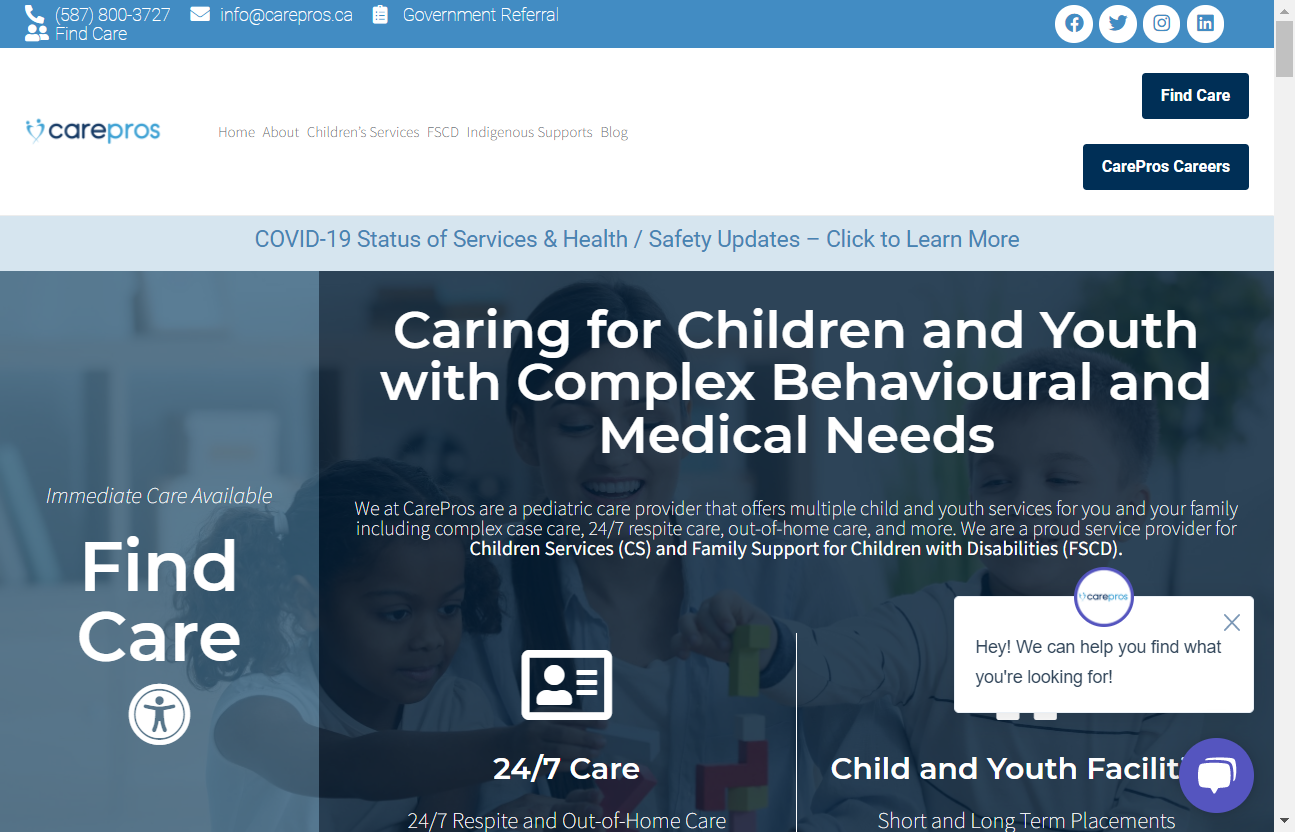 (587) 800-3727 info@carepros.ca Government Referral
Find Care
Find Care
carepros
Home About Children's Services FSCD Indigenous Supports Blog
CarePros Careers
COVID-19 Status of Services & Health / Safety Updates – Click to Learn More
Immediate Care Available
Find
Care
Caring for Children and Youth
with Complex Behavioural and
Medical Needs
We at CarePros are a pediatric care provider that offers multiple child and youth services for you and your family
including complex case care, 24/7 respite care, out-of-home care, and more. We are a proud service provider for
Children Services (CS) and Family Support for Children with Disabilities (FSCD).
carepros
Hey! We can help you find what
you're looking for!
24/7 Care
24/7 Respite and Out-of-Home Care
Child and Youth Faciliti
Short and Long Term Placements